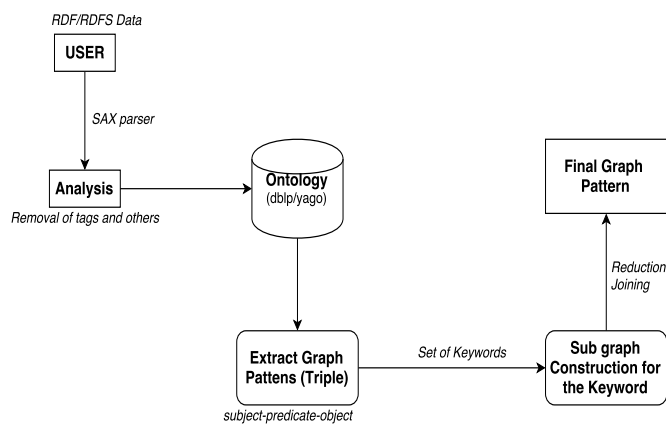 RDF/RDFS Data
USER
SAX parser
Analysis
Removal of tags and others
Ontology
(dblp/yago)
Extract Graph
Pattens (Triple)
subject-predicate-object
Set of Keywords
Sub graph
Construction for
the Keyword
Reduction
Joining
Final Graph
Pattern